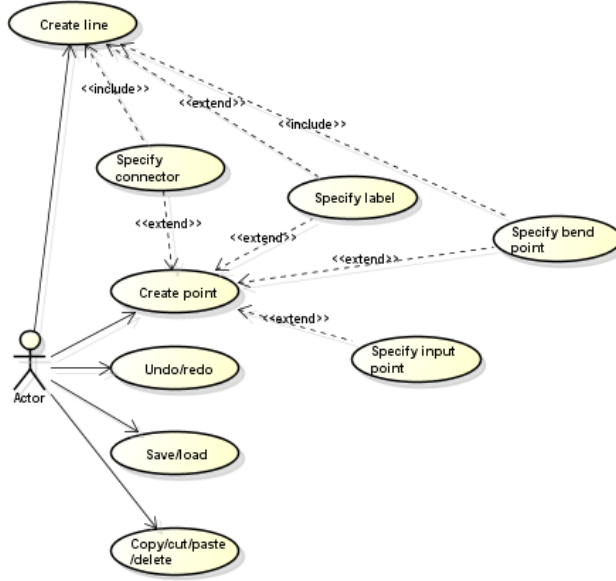 Create line
<<include>>
<<extend>>
<<include>>
Specify
connector
Specify label
<<extend>>
<<extend>>
Specify bend
point
<<extend>>
Create point
<<extend>>
Specify input
point
Undo/redo
Actor
Save/load
Copy/cut/paste
/delete